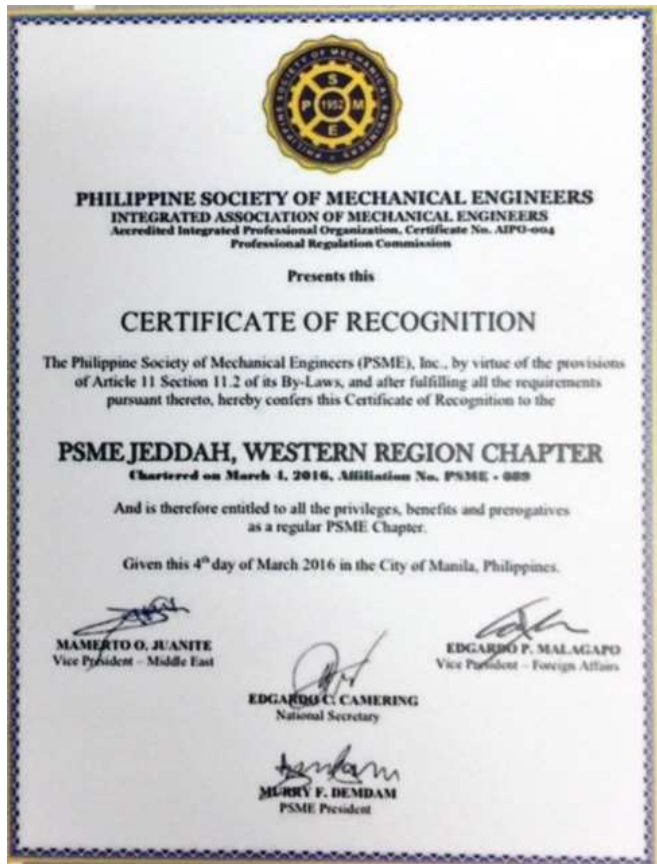 PHILIPPINE SOCIETY OF MECHANICAL ENGINEERS
S
P 1952 M
E
PHILIPPINE SOCIETY OF MECHANICAL ENGINEERS
INTEGRATED ASSOCIATION OF MECHANICAL ENGINEERS
Accredited Integrated Professional Organization, Certificate No. AIPO-004
Professional Regulation Commission
Presents this
CERTIFICATE OF RECOGNITION
The Philippine Society of Mechanical Engineers (PSME), Inc., by virtue of the provisions
of Article 11 Section 11.2 of its By-Laws, and after fulfilling all the requirements
pursuant thereto, hereby confers this Certificate of Recognition to the
PSME JEDDAH, WESTERN REGION CHAPTER
Chartered on March 4, 2016, Affiliation No. PSME - 089
And is therefore entitled to all the privileges, benefits and prerogatives
as a regular PSME Chapter.
Given this 4th day of March 2016 in the City of Manila, Philippines.
MAMERTO O. JUANITE
Vice President – Middle East
EDGARDO P. MALAGAPO
Vice President – Foreign Affairs
EDGARDO C. CAMERING
National Secretary
MURRY F. DEMDAM
PSME President